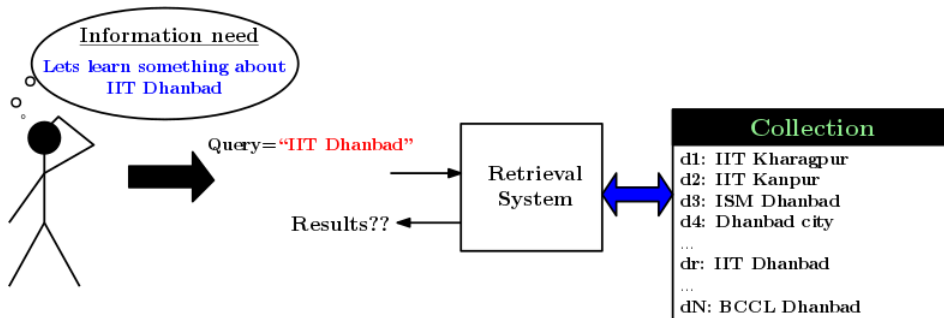 Information need
Lets learn something about
IIT Dhanbad
Query=“IIT Dhanbad”
Retrieval
System
Results??
Collection
d1: IIT Kharagpur
d2: IIT Kanpur
d3: ISM Dhanbad
d4: Dhanbad city
...
dr: IIT Dhanbad
...
dN: BCCL Dhanbad